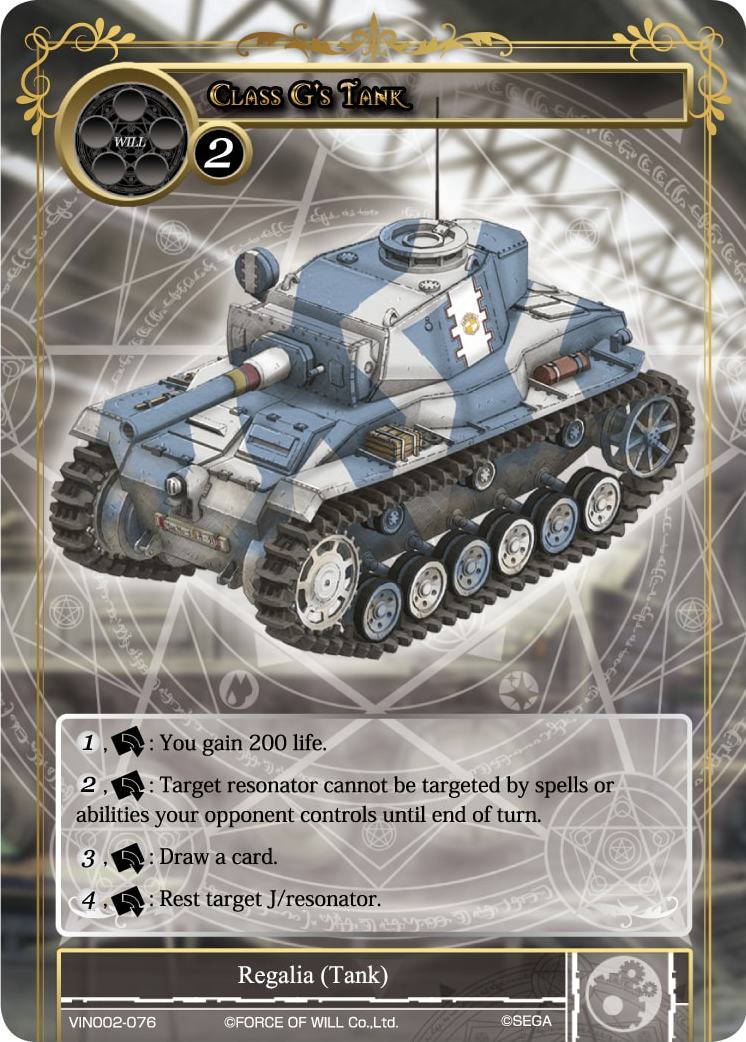 CLASS G'S TANK
WILL
2
1 , : You gain 200 life.
2 , : Target resonator cannot be targeted by spells or
abilities your opponent controls until end of turn.
3 , : Draw a card.
4 , : Rest target J/resonator.
Regalia (Tank)
VIN002-076 ©FORCE OF WILL Co.,Ltd. ©SEGA